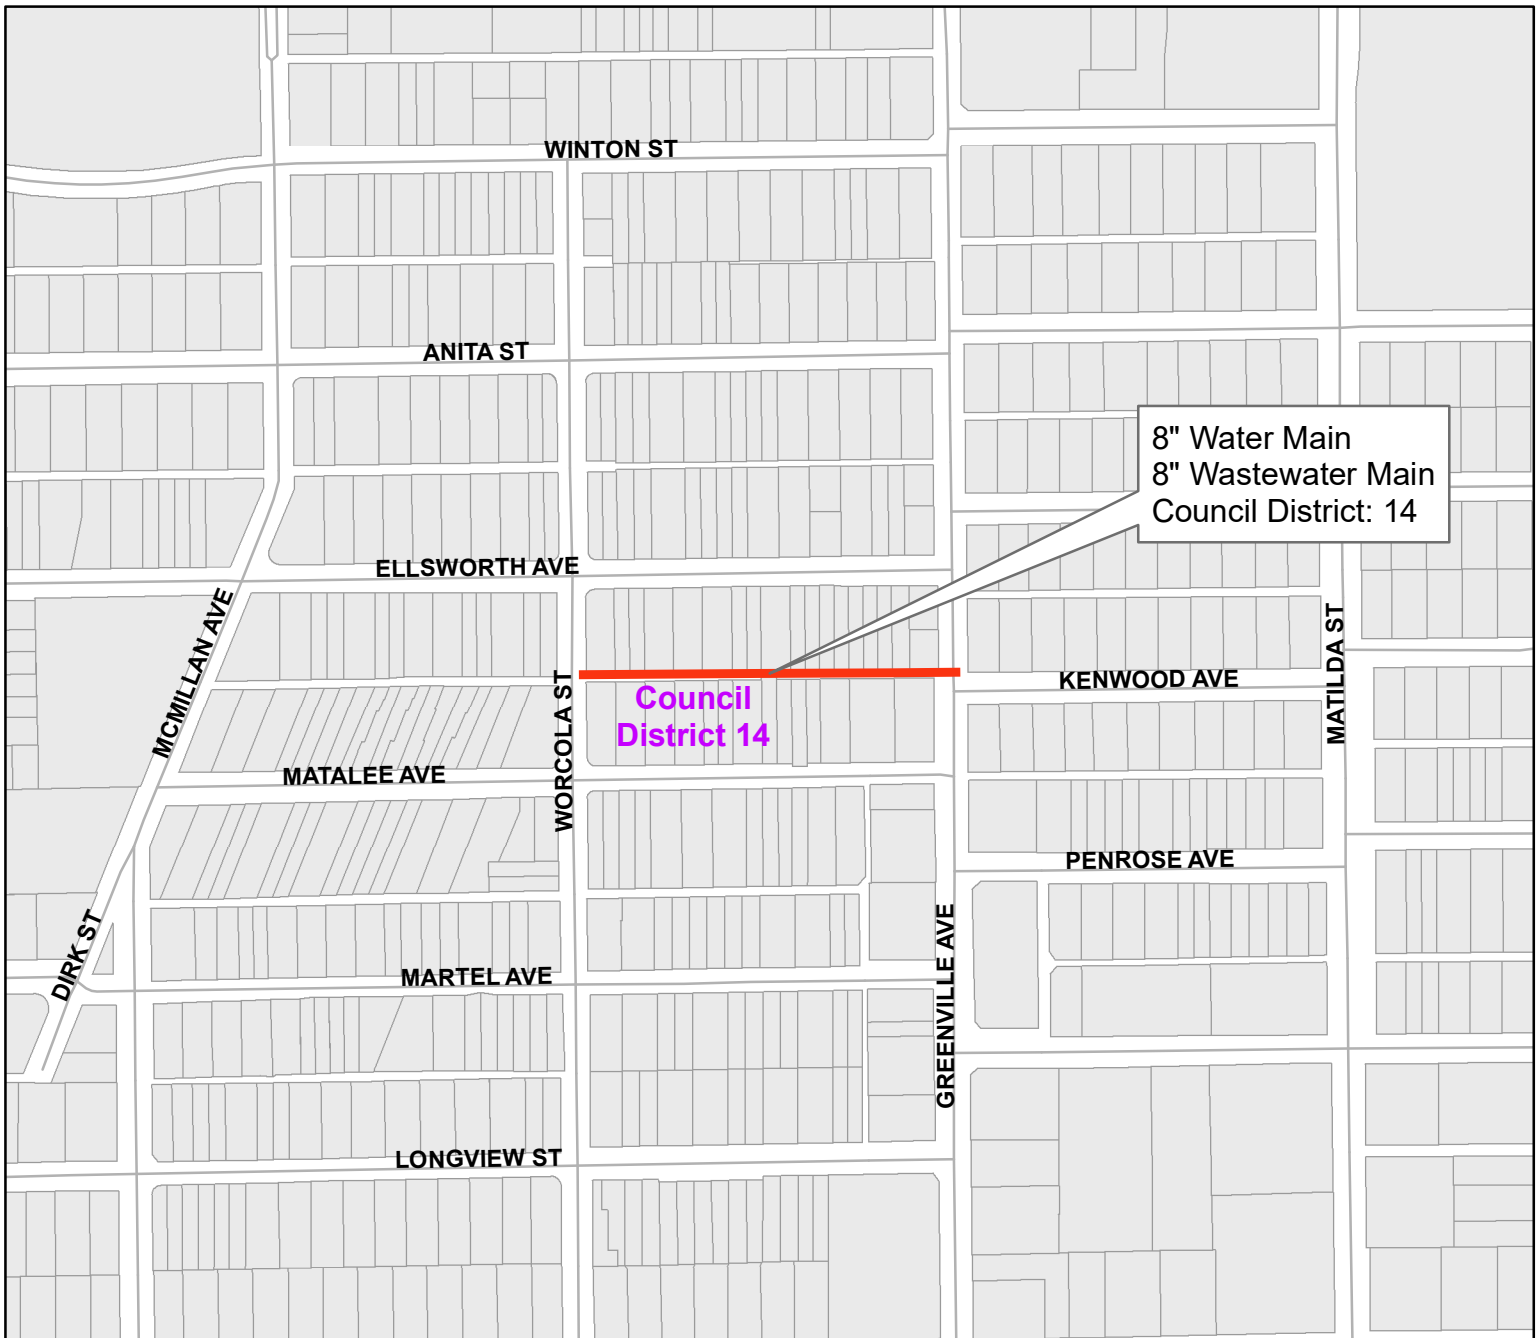 WINTON ST
ANITA ST
8" Water Main
8" Wastewater Main
Council District: 14
ELLSWORTH AVE
MCMILLAN AVE
MATILDA ST
WORCOLA ST
KENWOOD AVE
Council
District 14
MATALEE AVE
PENROSE AVE
GREENVILLE AVE
DIRK ST
MARTEL AVE
LONGVIEW ST